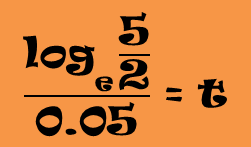 log_e 5/2
0.05 = t